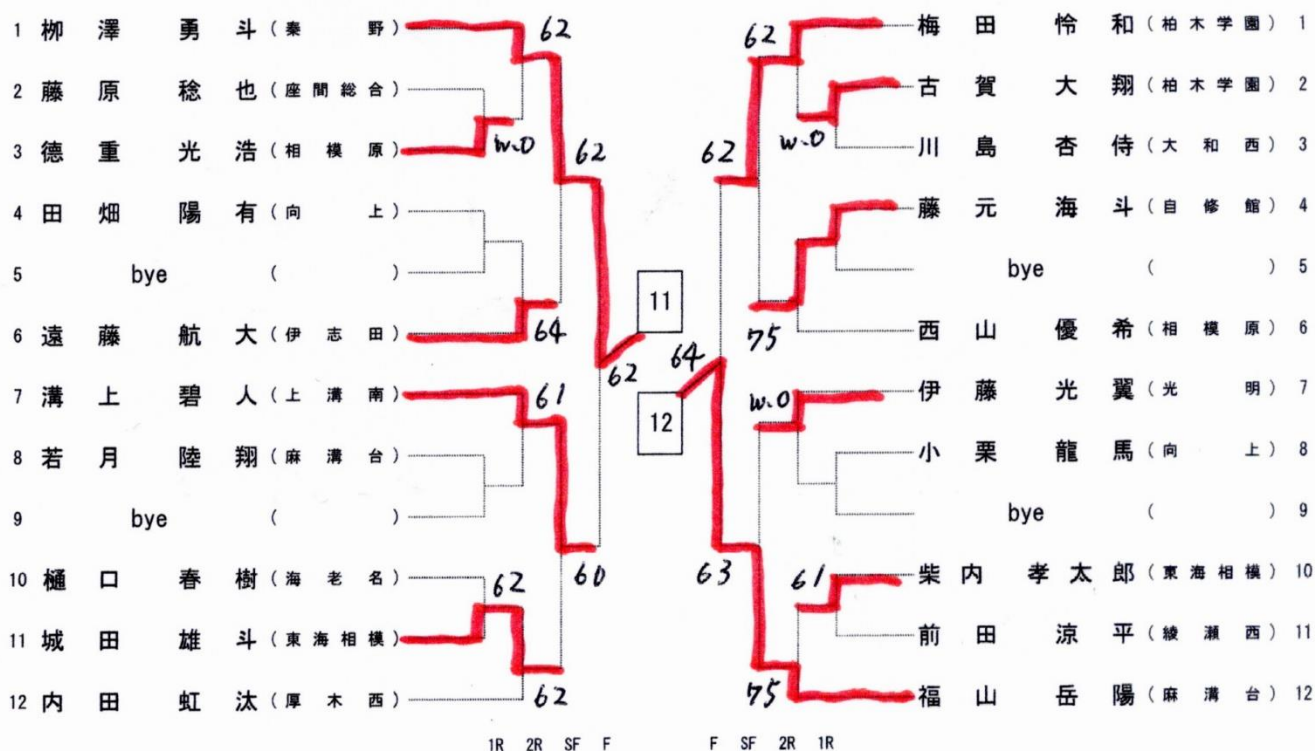 1 栁澤 勇斗 (秦野) 62 62 梅田 怜和 (柏木学園) 1
2 藤原 稔也 (座間総合) 古賀 大翔 (柏木学園) 2
3 德重 光浩 (相模原) w.o 62 62 w.o 川島 杏侍 (大和西) 3
4 田畑 陽有 (向上) 藤元 海斗 (自修館) 4
5 bye ( ) 11 bye ( ) 5
6 遠藤 航大 (伊志田) 64 62 64 75 西山 優希 (相模原) 6
7 溝上 碧人 (上溝南) 61 12 w.o 伊藤 光翼 (光明) 7
8 若月 陸翔 (麻溝台) 小栗 龍馬 (向上) 8
9 bye ( ) bye ( ) 9
10 樋口 春樹 (海老名) 62 60 63 61 柴内 孝太郎 (東海相模) 10
11 城田 雄斗 (東海相模) 前田 涼平 (綾瀬西) 11
12 内田 虹汰 (厚木西) 62 75 福山 岳陽 (麻溝台) 12
1R 2R SF F F SF 2R 1R